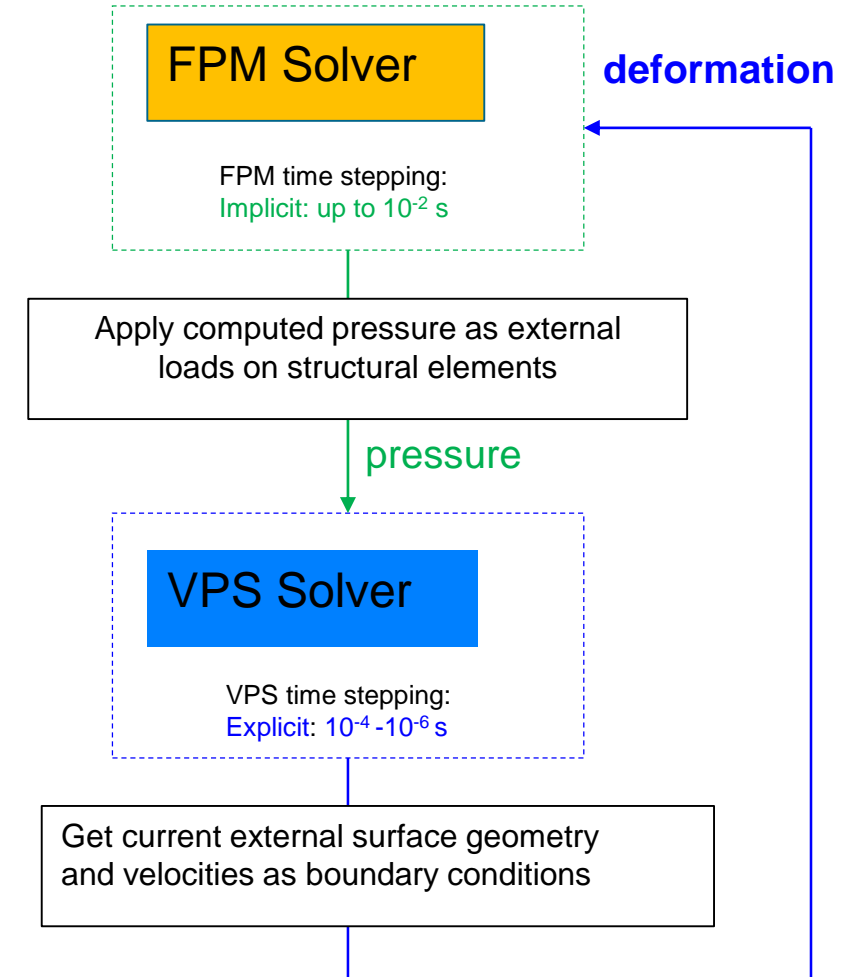 FPM Solver
deformation
FPM time stepping:
Implicit: up to 10⁻² s
Apply computed pressure as external
loads on structural elements
pressure
VPS Solver
VPS time stepping:
Explicit: 10⁻⁴ -10⁻⁶ s
Get current external surface geometry
and velocities as boundary conditions